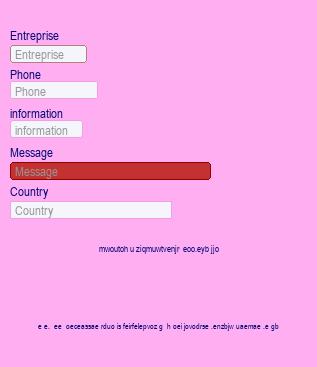 Entreprise
Entreprise
Phone
Phone
information
information
Message
Message
Country
Country
mwoutoh u ziqmuwtvenjr eoo.eyb jjo
e e. ee oeceassae rduo is feirfelepvoz g h oei jovodrse .enzbjw uaemae .e gb